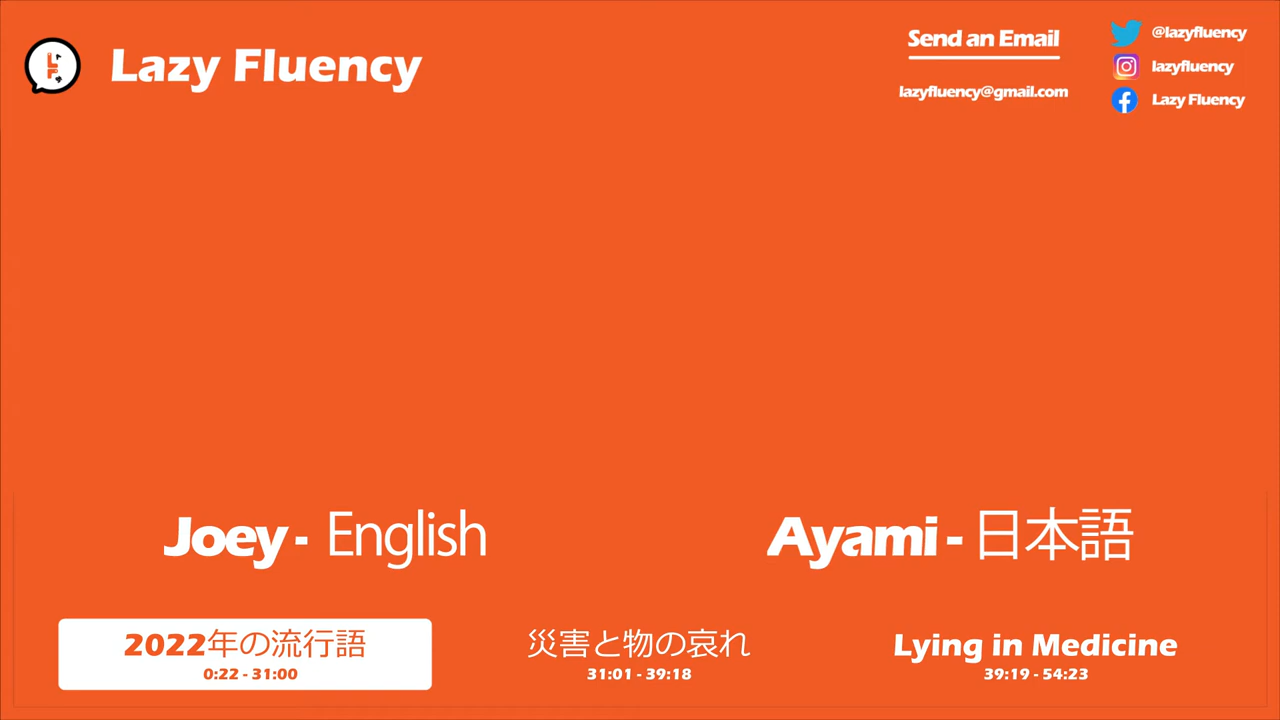 Lazy Fluency
Send an Email
lazyfluency@gmail.com
@lazyfluency
lazyfluency
Lazy Fluency
Joey - English
Ayami - 日本語
2022年の流行語
0:22 - 31:00
災害と物の哀れ
31:01 - 39:18
Lying in Medicine
39:19 - 54:23